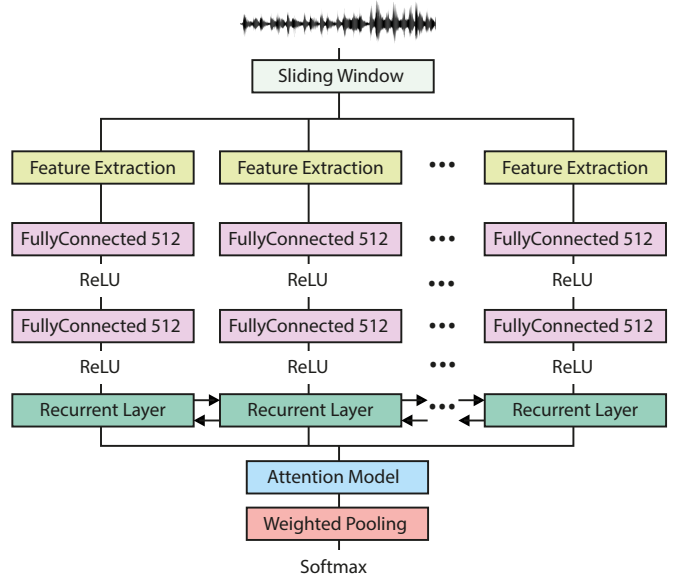 Sliding Window
Feature Extraction Feature Extraction ••• Feature Extraction
FullyConnected 512 FullyConnected 512 ••• FullyConnected 512
ReLU ReLU ••• ReLU
FullyConnected 512 FullyConnected 512 ••• FullyConnected 512
ReLU ReLU ••• ReLU
Recurrent Layer Recurrent Layer ••• Recurrent Layer
Attention Model
Weighted Pooling
Softmax